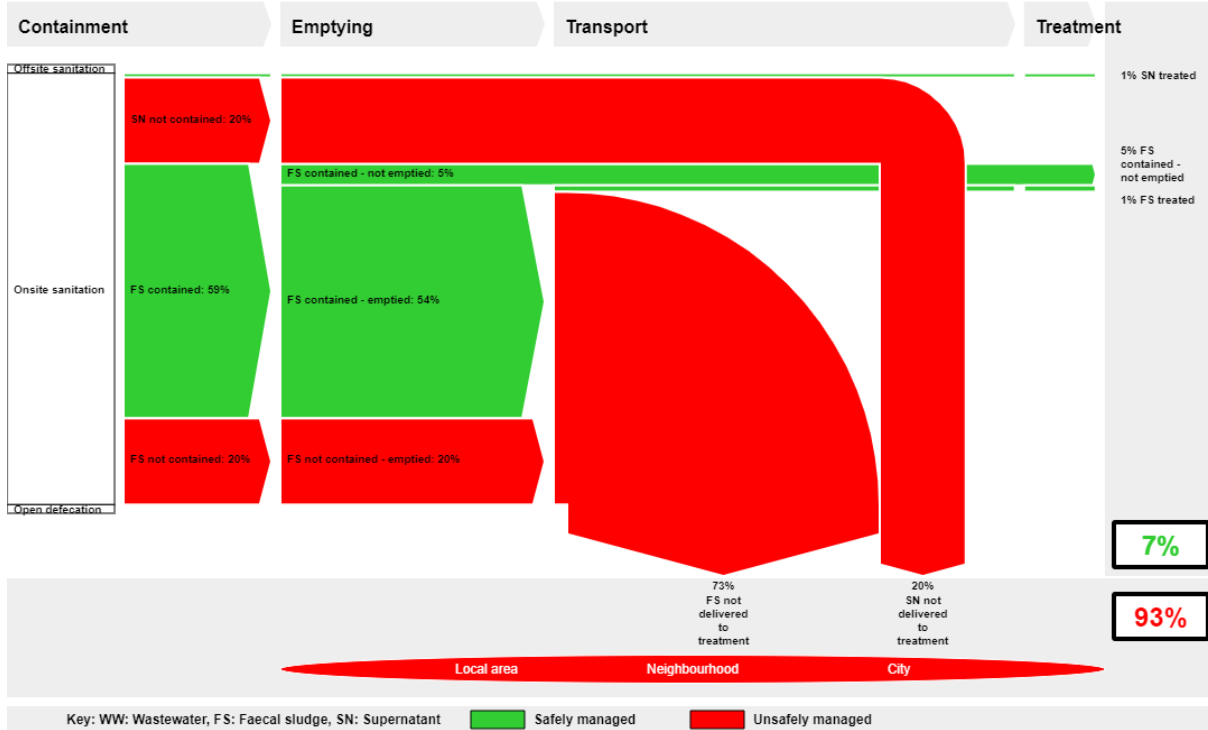 Containment
Emptying
Transport
Treatment
Offsite sanitation
1% SN treated
SN not contained: 20%
5% FS
contained -
not emptied
FS contained - not emptied: 5%
1% FS treated
Onsite sanitation
FS contained: 59%
FS contained - emptied: 54%
FS not contained: 20%
FS not contained - emptied: 20%
Open defecation
7%
73%
FS not
delivered
to
treatment
20%
SN not
delivered
to
treatment
93%
Local area
Neighbourhood
City
Key: WW: Wastewater, FS: Faecal sludge, SN: Supernatant
Safely managed
Unsafely managed